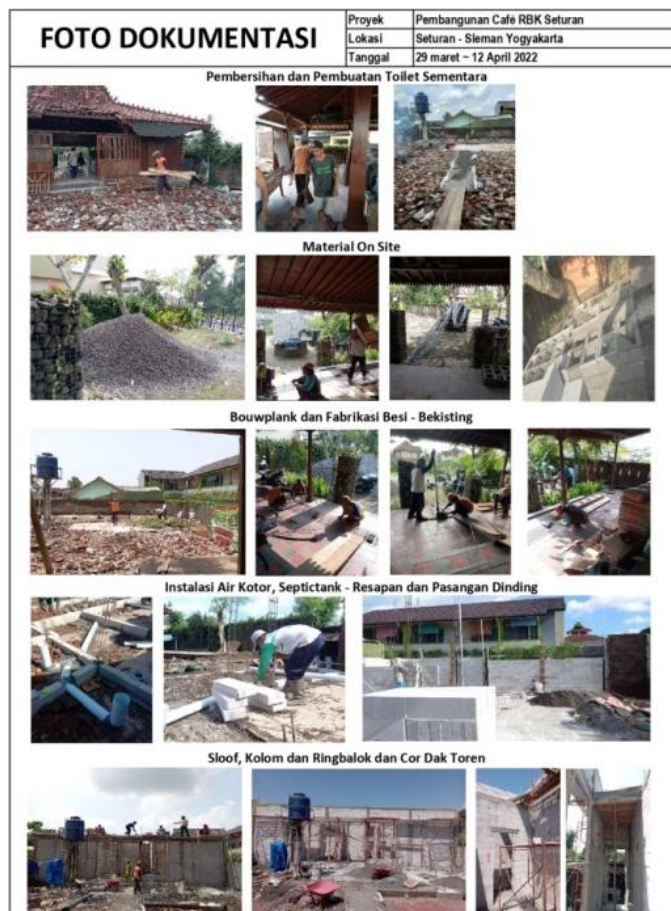 FOTO DOKUMENTASI
Proyek Pembangunan Café RBK Seturan
Lokasi Seturan - Sleman Yogyakarta
Tanggal 29 maret ~ 12 April 2022
Pembersihan dan Pembuatan Toilet Sementara
Material On Site
Bouwplank dan Fabrikasi Besi - Bekisting
Instalasi Air Kotor, Septictank - Resapan dan Pasangan Dinding
Sloof, Kolom dan Ringbalok dan Cor Dak Toren